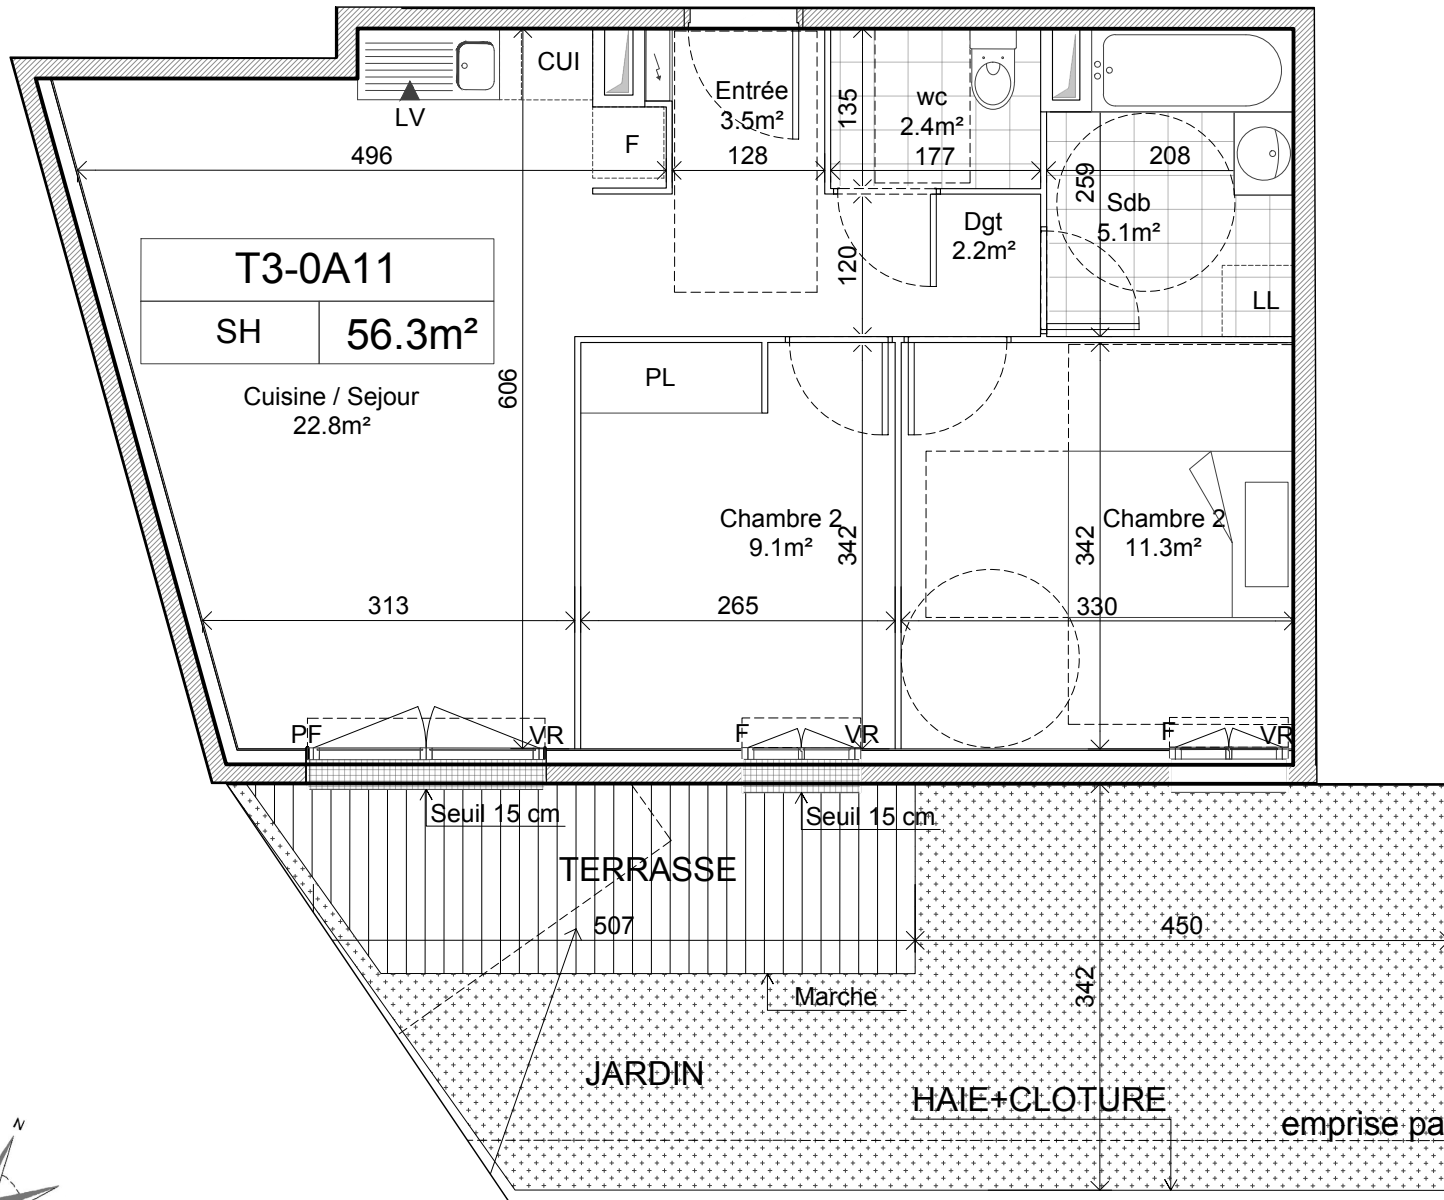 CUI
LV
F
Entrée
3.5m²
wc
2.4m²
135
496
128
177
208
259
Sdb
5.1m²
Dgt
2.2m²
120
LL
T3-0A11
SH 56.3m²
Cuisine / Sejour
22.8m²
606
PL
Chambre 2
9.1m²
342
Chambre 2
11.3m²
342
313
265
330
PF
VR
F
VR
F
VR
Seuil 15 cm
Seuil 15 cm
TERRASSE
507
450
342
Marche
JARDIN
HAIE+CLOTURE
emprise pa
N